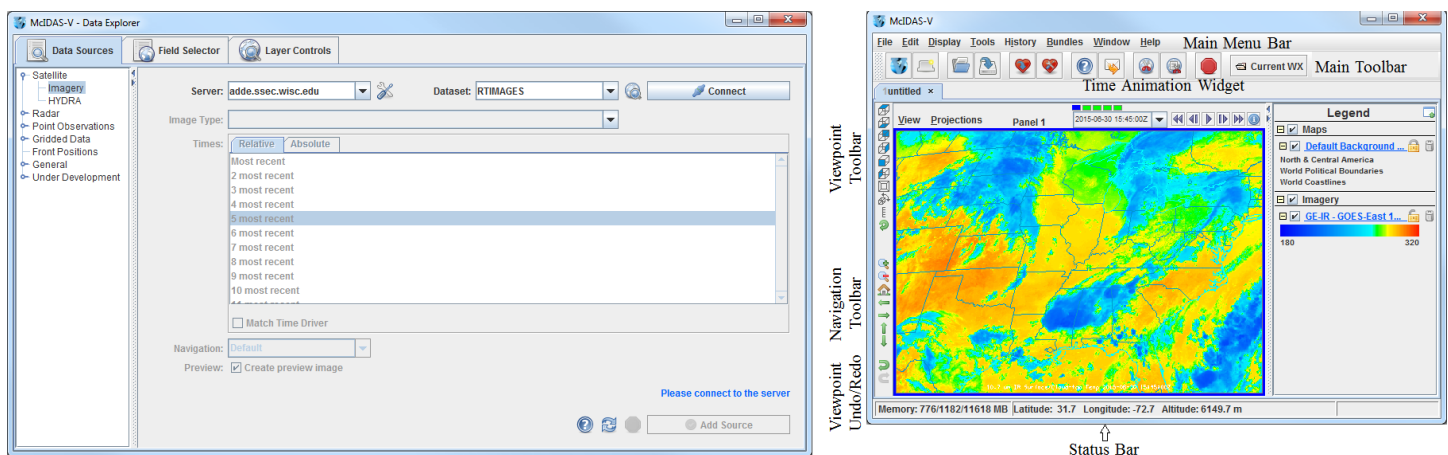 McIDAS-V - Data Explorer
Data Sources
Field Selector
Layer Controls
Satellite
Imagery
HYDRA
Radar
Point Observations
Gridded Data
Front Positions
General
Under Development
Server: adde.ssec.wisc.edu Dataset: RTIMAGES Connect
Image Type:
Times: Relative Absolute
Most recent
2 most recent
3 most recent
4 most recent
5 most recent
6 most recent
7 most recent
8 most recent
9 most recent
10 most recent
11 most recent
Match Time Driver
Navigation: Default
Preview: Create preview image
Please connect to the server
Add Source
McIDAS-V
File Edit Display Tools History Bundles Window Help Main Menu Bar
Current WX Main Toolbar
untitled
Time Animation Widget
View Projections Panel 1 2015-06-30 15:45:00Z
Viewpoint
Toolbar
Navigation
Toolbar
Viewpoint
Undo/Redo
Legend
Maps
Default Background ...
North & Central America
World Political Boundaries
World Coastlines
Imagery
GE-IR - GOES-East 1...
180 320
Memory: 776/1182/11618 MB Latitude: 31.7 Longitude: -72.7 Altitude: 6149.7 m
Status Bar